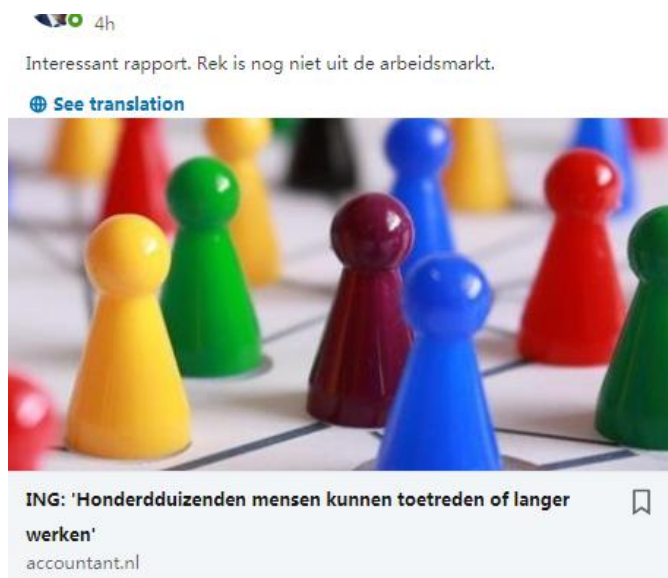 4h
Interessant rapport. Rek is nog niet uit de arbeidsmarkt.
See translation
ING: 'Honderdduizenden mensen kunnen toetreden of langer
werken'
accountant.nl